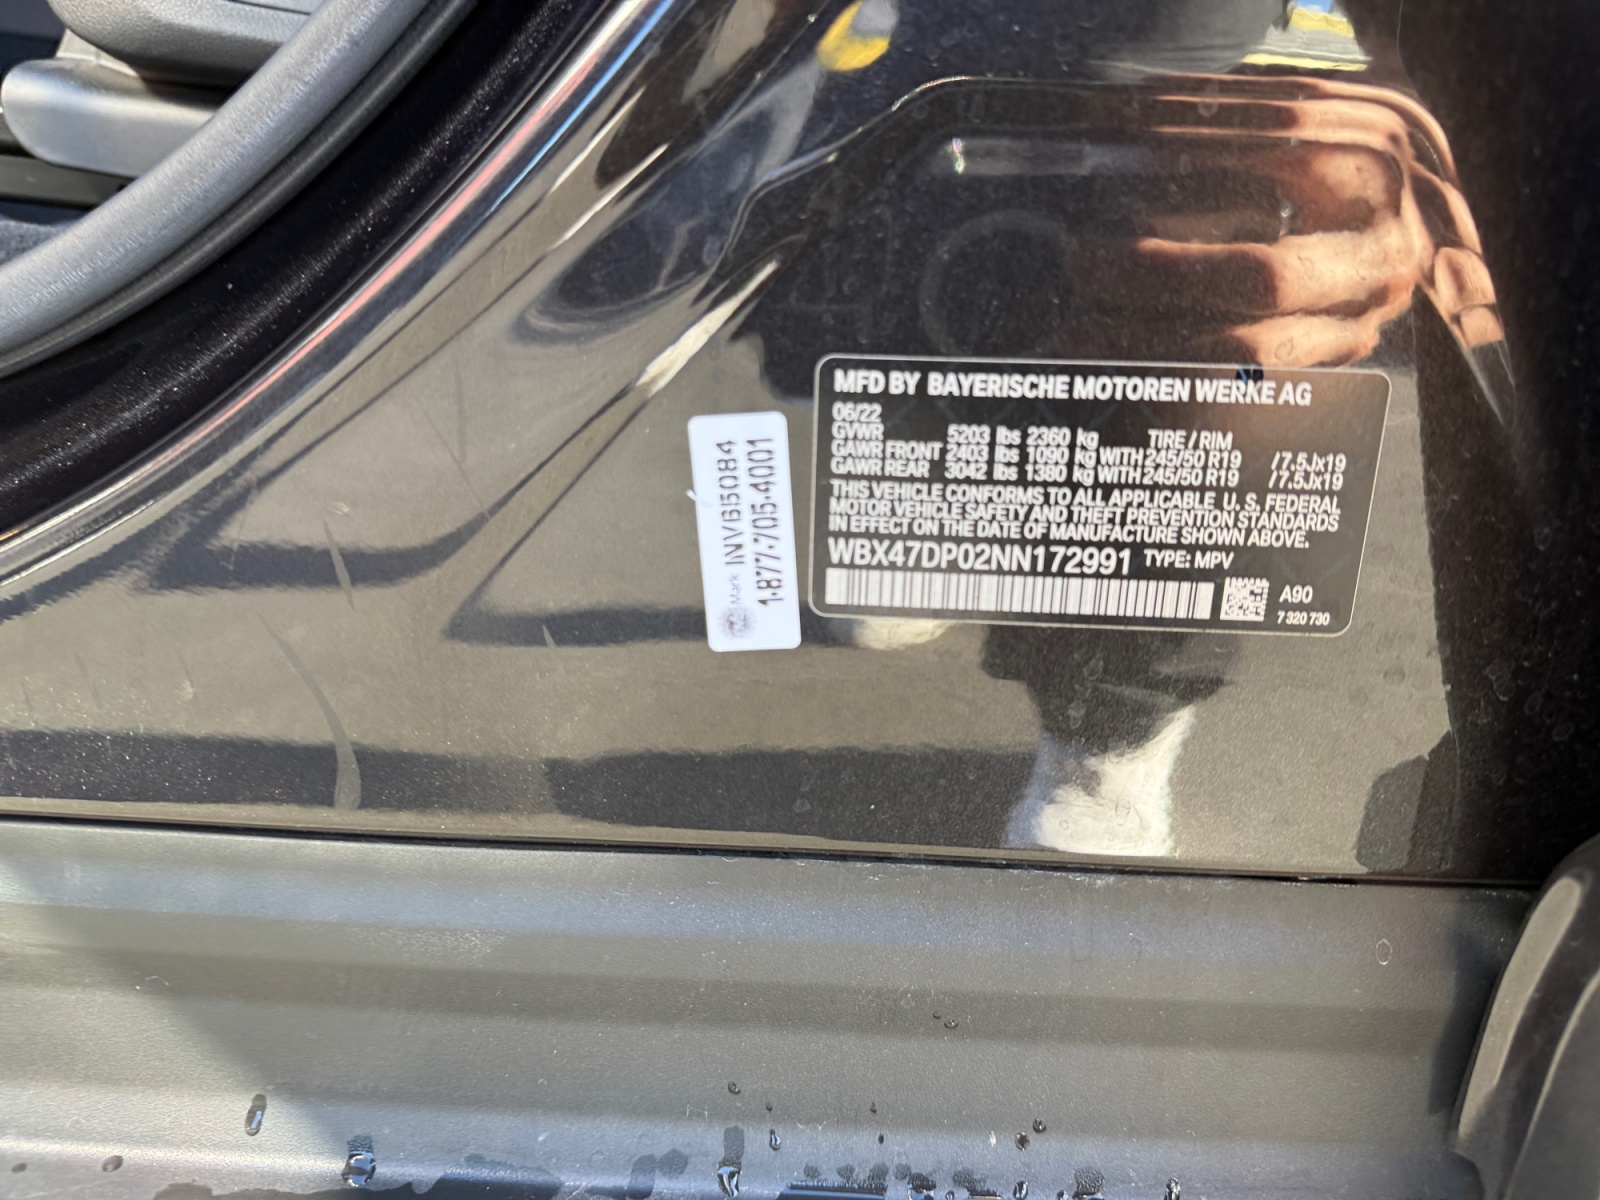 MFD BY BAYERISCHE MOTOREN WERKE AG
06/22
GVWR 5203 lbs 2360 kg TIRE / RIM
GAWR FRONT 2403 lbs 1090 kg WITH 245/50 R19 /7.5Jx19
GAWR REAR 3042 lbs 1380 kg WITH 245/50 R19 /7.5Jx19
THIS VEHICLE CONFORMS TO ALL APPLICABLE U. S. FEDERAL
MOTOR VEHICLE SAFETY AND THEFT PREVENTION STANDARDS
IN EFFECT ON THE DATE OF MANUFACTURE SHOWN ABOVE.
WBX47DP02NN172991 TYPE: MPV
A90
7 320 730
Mark INVB15084
1-877-705-4001